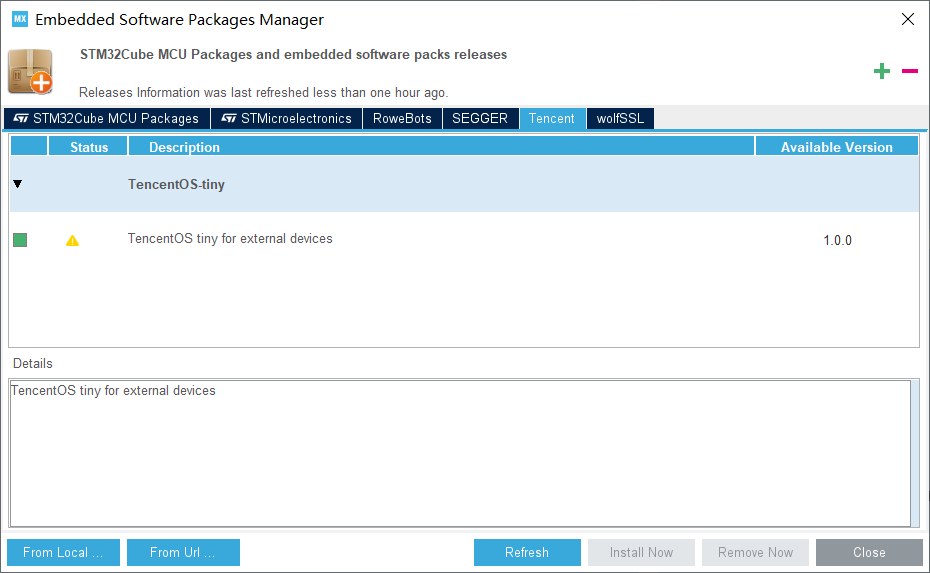 MX Embedded Software Packages Manager
STM32Cube MCU Packages and embedded software packs releases
Releases Information was last refreshed less than one hour ago.
STM32Cube MCU Packages STMicroelectronics RoweBots SEGGER Tencent wolfSSL
Status Description Available Version
TencentOS-tiny
TencentOS tiny for external devices 1.0.0
Details
TencentOS tiny for external devices
From Local ... From Url ... Refresh Install Now Remove Now Close